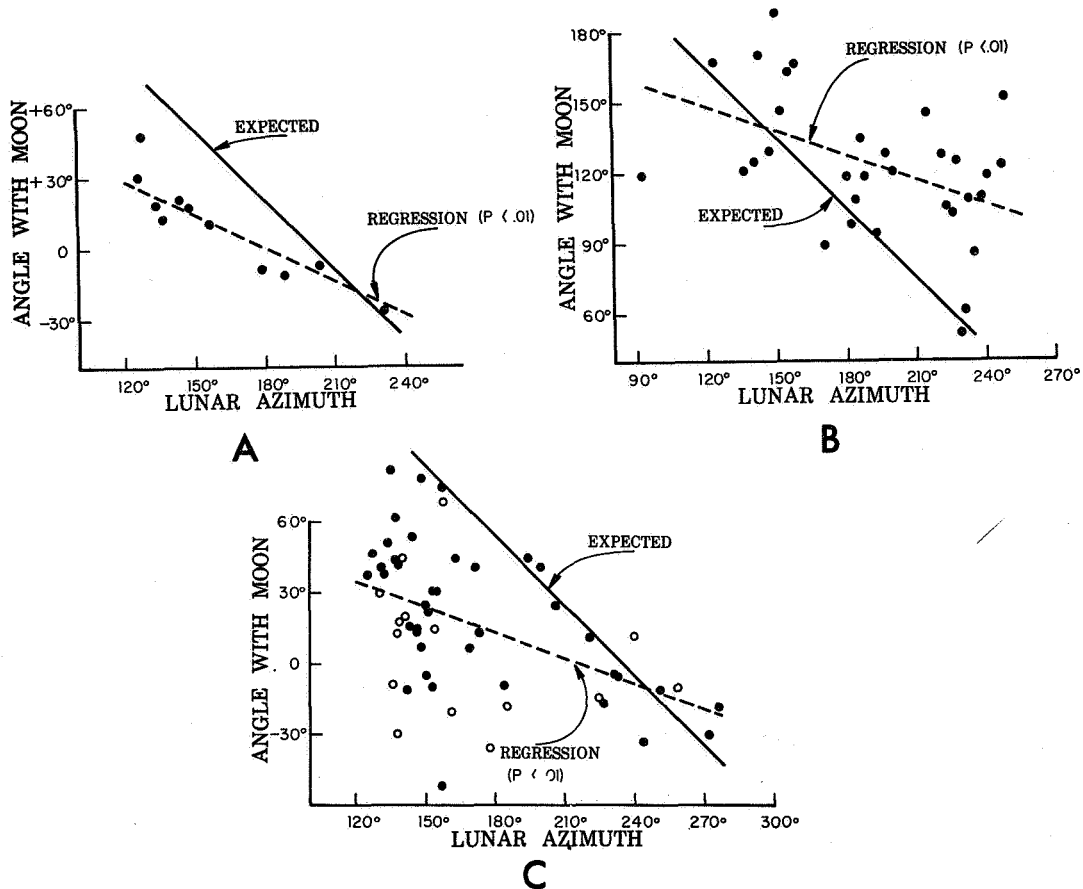 +60°
+30°
0
-30°
ANGLE WITH MOON
EXPECTED
REGRESSION (P < .01)
120° 150° 180° 210° 240°
LUNAR AZIMUTH
A
180°
150°
120°
90°
60°
ANGLE WITH MOON
REGRESSION (P < .01)
EXPECTED
90° 120° 150° 180° 210° 240° 270°
LUNAR AZIMUTH
B
60°
30°
0
-30°
ANGLE WITH MOON
EXPECTED
REGRESSION
(P < .01)
120° 150° 180° 210° 240° 270° 300°
LUNAR AZIMUTH
C